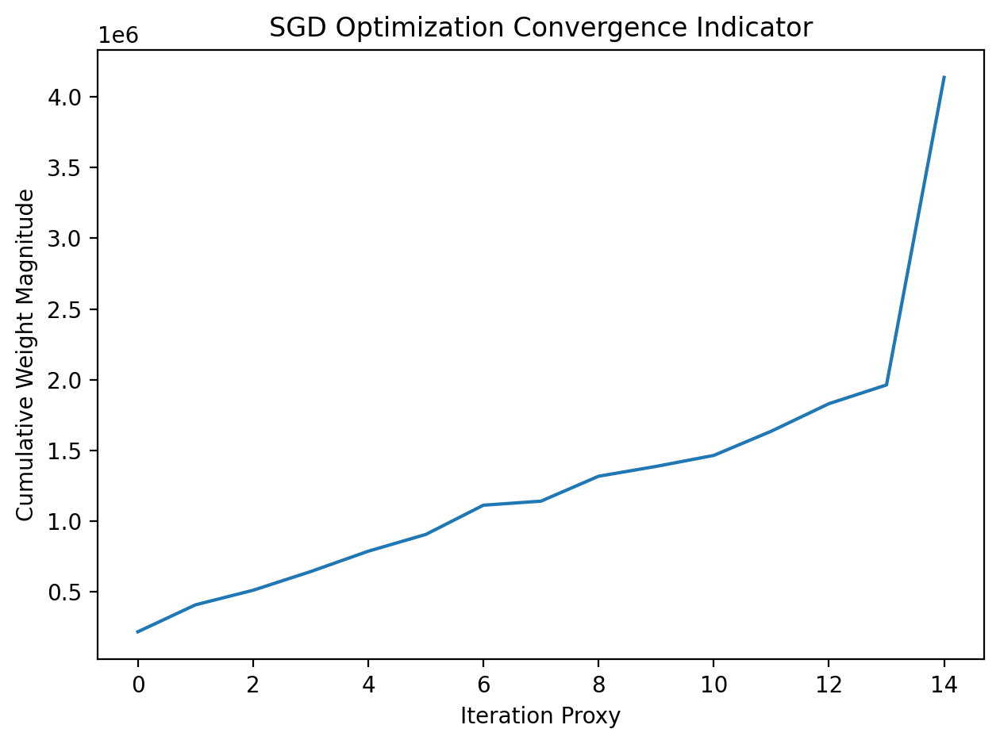 SGD Optimization Convergence Indicator
1e6
4.0
3.5
3.0
2.5
2.0
1.5
1.0
0.5
Cumulative Weight Magnitude
0 2 4 6 8 10 12 14
Iteration Proxy